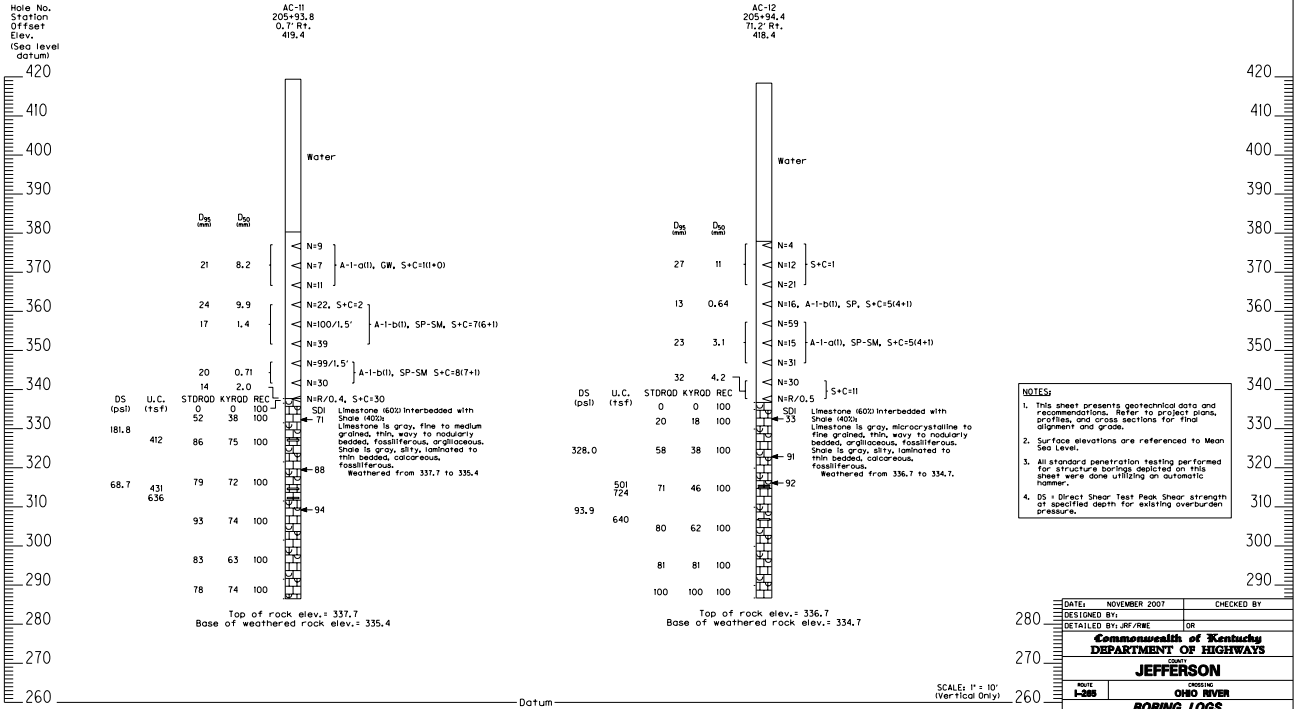 Hole No.
Station
Offset
Elev.
(Sea level
datum)
AC-11
205+93.8
0.7' Rt.
419.4
AC-12
205+94.4
71.2' Rt.
418.4
420
410
400
390
380
370
360
350
340
330
320
310
300
290
280
270
260
Water
D95 (mm) D50 (mm)
N=9
21 8.2 N=7 A-1-a(1), GW, S+C=1(1+0)
N=11
24 9.9 N=22, S+C=2
17 1.4 N=100/1.5' A-1-b(1), SP-SM, S+C=7(6+1)
N=39
N=99/1.5'
20 0.71 A-1-b(1), SP-SM S+C=8(7+1)
14 2.0 N=30
N=R/0.4, S+C=30
DS (psi) U.C. (tsf) STDRQD KYRQD REC
0 0 100 SDI
52 38 100 71
181.8
412
86 75 100
88
68.7
79 72 100
431
636
94
93 74 100
83 63 100
78 74 100
Limestone (60%) interbedded with
Shale (40%);
Limestone is gray, fine to medium
grained, thin, wavy to nodularly
bedded, fossiliferous, argillaceous.
Shale is gray, silty, laminated to
thin bedded, calcareous,
fossiliferous.
Weathered from 337.7 to 335.4
Top of rock elev.= 337.7
Base of weathered rock elev.= 335.4
Water
D95 (mm) D50 (mm)
N=4
27 11 N=12 S+C=1
N=21
13 0.64 N=16, A-1-b(1), SP, S+C=5(4+1)
N=59
23 3.1 N=15 A-1-a(1), SP-SM, S+C=5(4+1)
N=31
32 4.2 N=30 S+C=11
N=R/0.5
DS (psi) U.C. (tsf) STDRQD KYRQD REC
0 0 100 SDI
20 18 100 33
328.0
58 38 100
91
92
501
724
71 46 100
93.9
640
80 62 100
81 81 100
100 100 100
Limestone (60%) interbedded with
Shale (40%);
Limestone is gray, microcrystalline to
fine grained, thin, wavy to nodularly
bedded, argillaceous, fossiliferous.
Shale is gray, silty, laminated to
thin bedded, calcareous,
fossiliferous.
Weathered from 336.7 to 334.7.
Top of rock elev.= 336.7
Base of weathered rock elev.= 334.7
Datum
SCALE: 1" = 10'
(Vertical Only)
420
410
400
390
380
370
360
350
340
330
320
310
300
290
280
270
260
NOTES:
1. This sheet presents geotechnical data and
recommendations. Refer to project plans,
profiles, and cross sections for final
alignment and grade.
2. Surface elevations are referenced to Mean
Sea Level.
3. All standard penetration testing performed
for structure borings depicted on this
sheet were done utilizing an automatic
hammer.
4. DS = Direct Shear Test Peak Shear strength
at specified depth for existing overburden
pressure.
DATE: NOVEMBER 2007 CHECKED BY
DESIGNED BY:
DETAILED BY: JRF/RWE OR
Commonwealth of Kentucky
DEPARTMENT OF HIGHWAYS
COUNTY
JEFFERSON
ROUTE CROSSING
I-265 OHIO RIVER
BORING LOGS